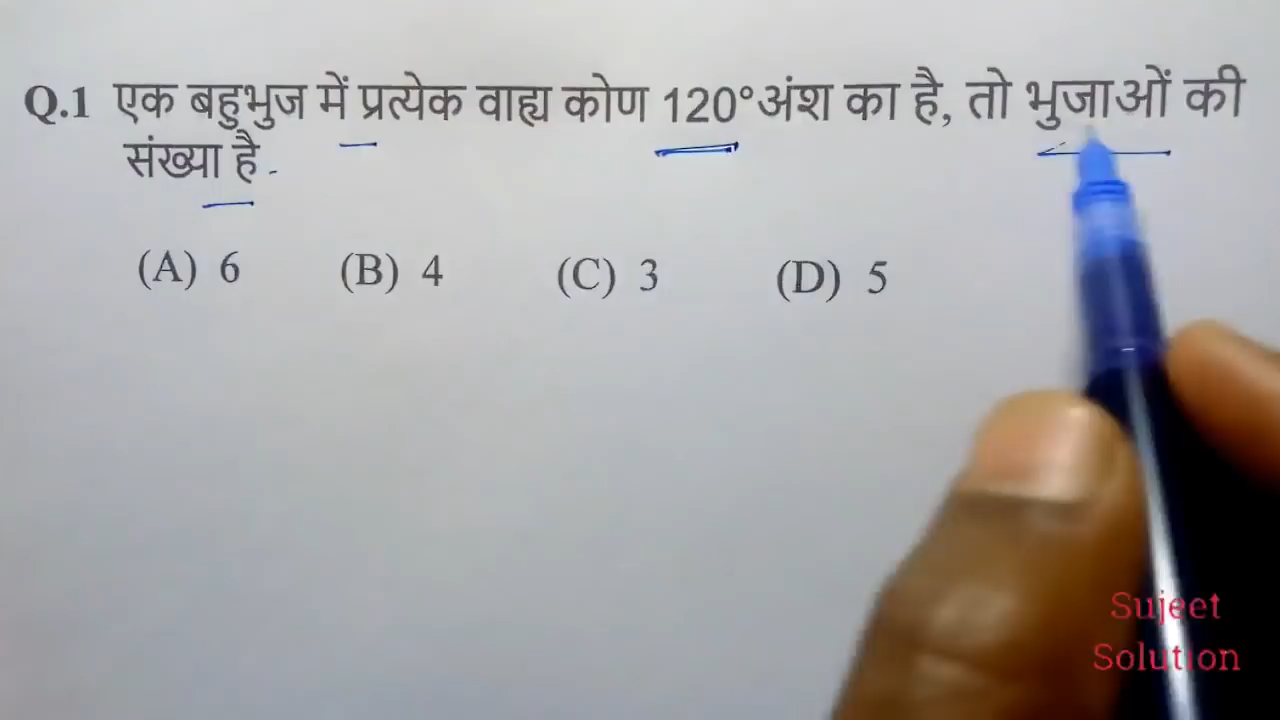 Q.1 एक बहुभुज में प्रत्येक वाह्य कोण 120° अंश का है, तो भुजाओं की
संख्या है.
(A) 6 (B) 4 (C) 3 (D) 5
Sujeet
Solution